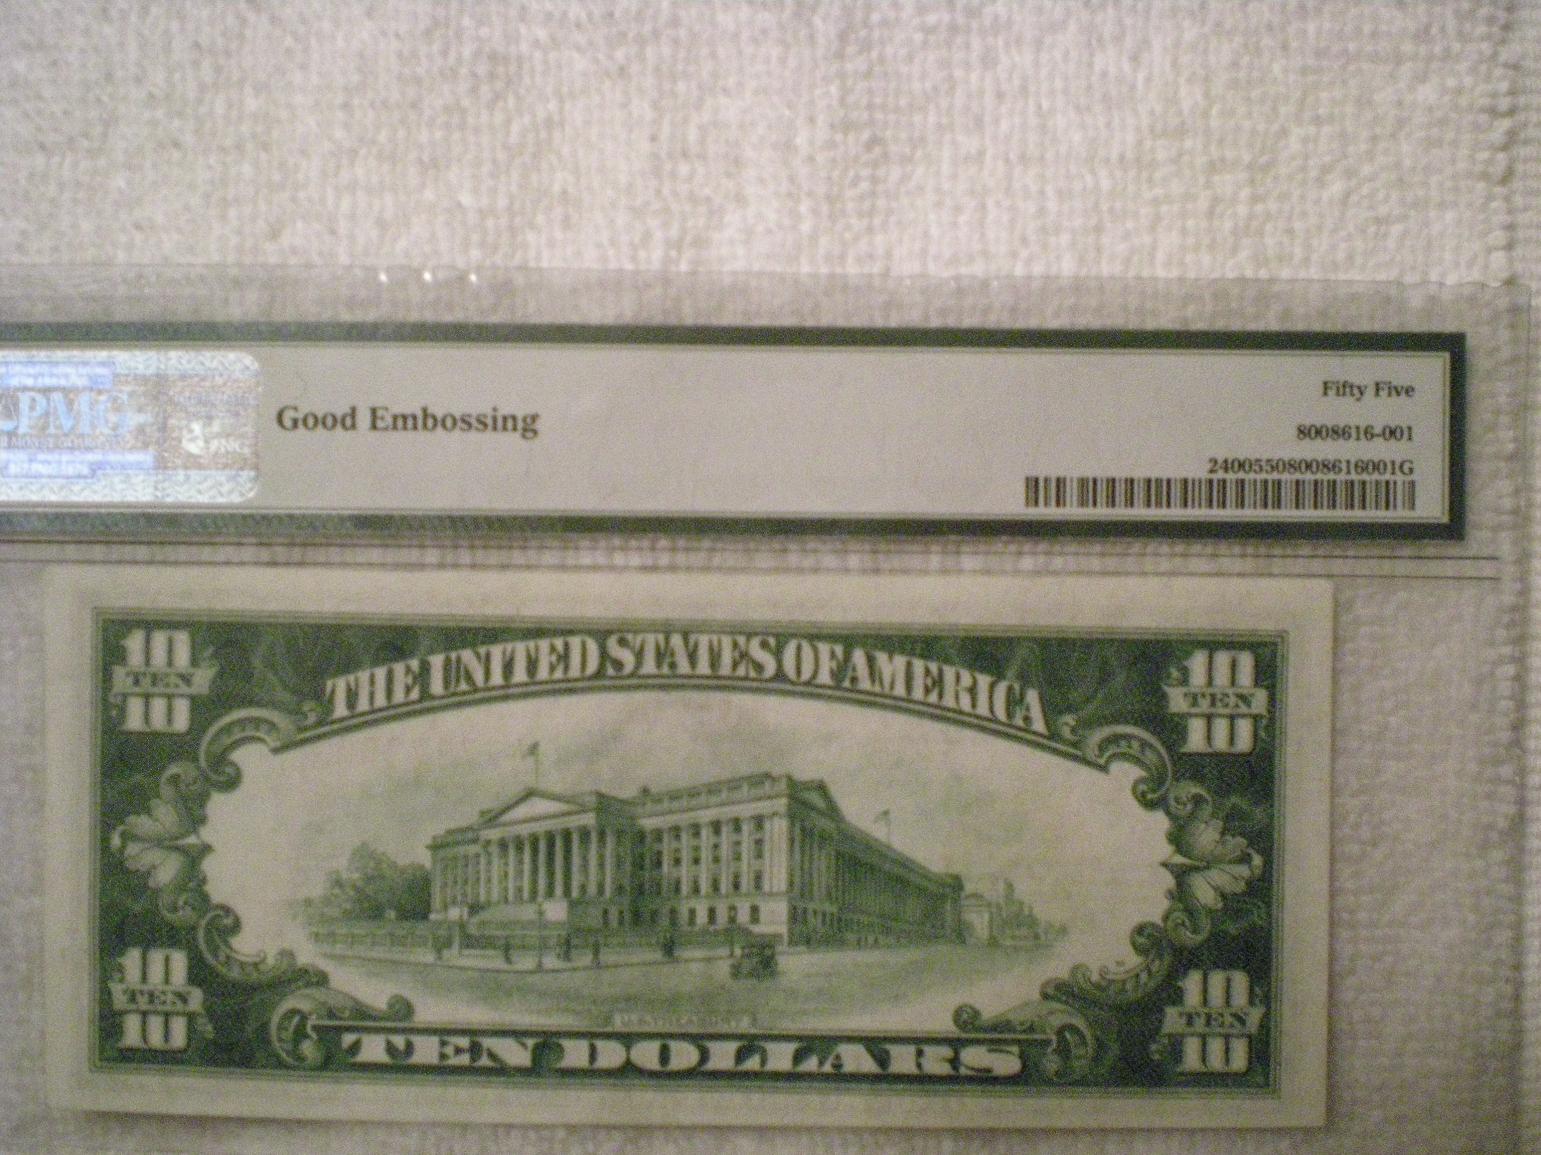 PMG
Good Embossing
Fifty Five
8008616-001
24005508008616001G
THE UNITED STATES OF AMERICA
10 TEN 10
10 TEN 10
10 TEN 10
10 TEN 10
TEN DOLLARS